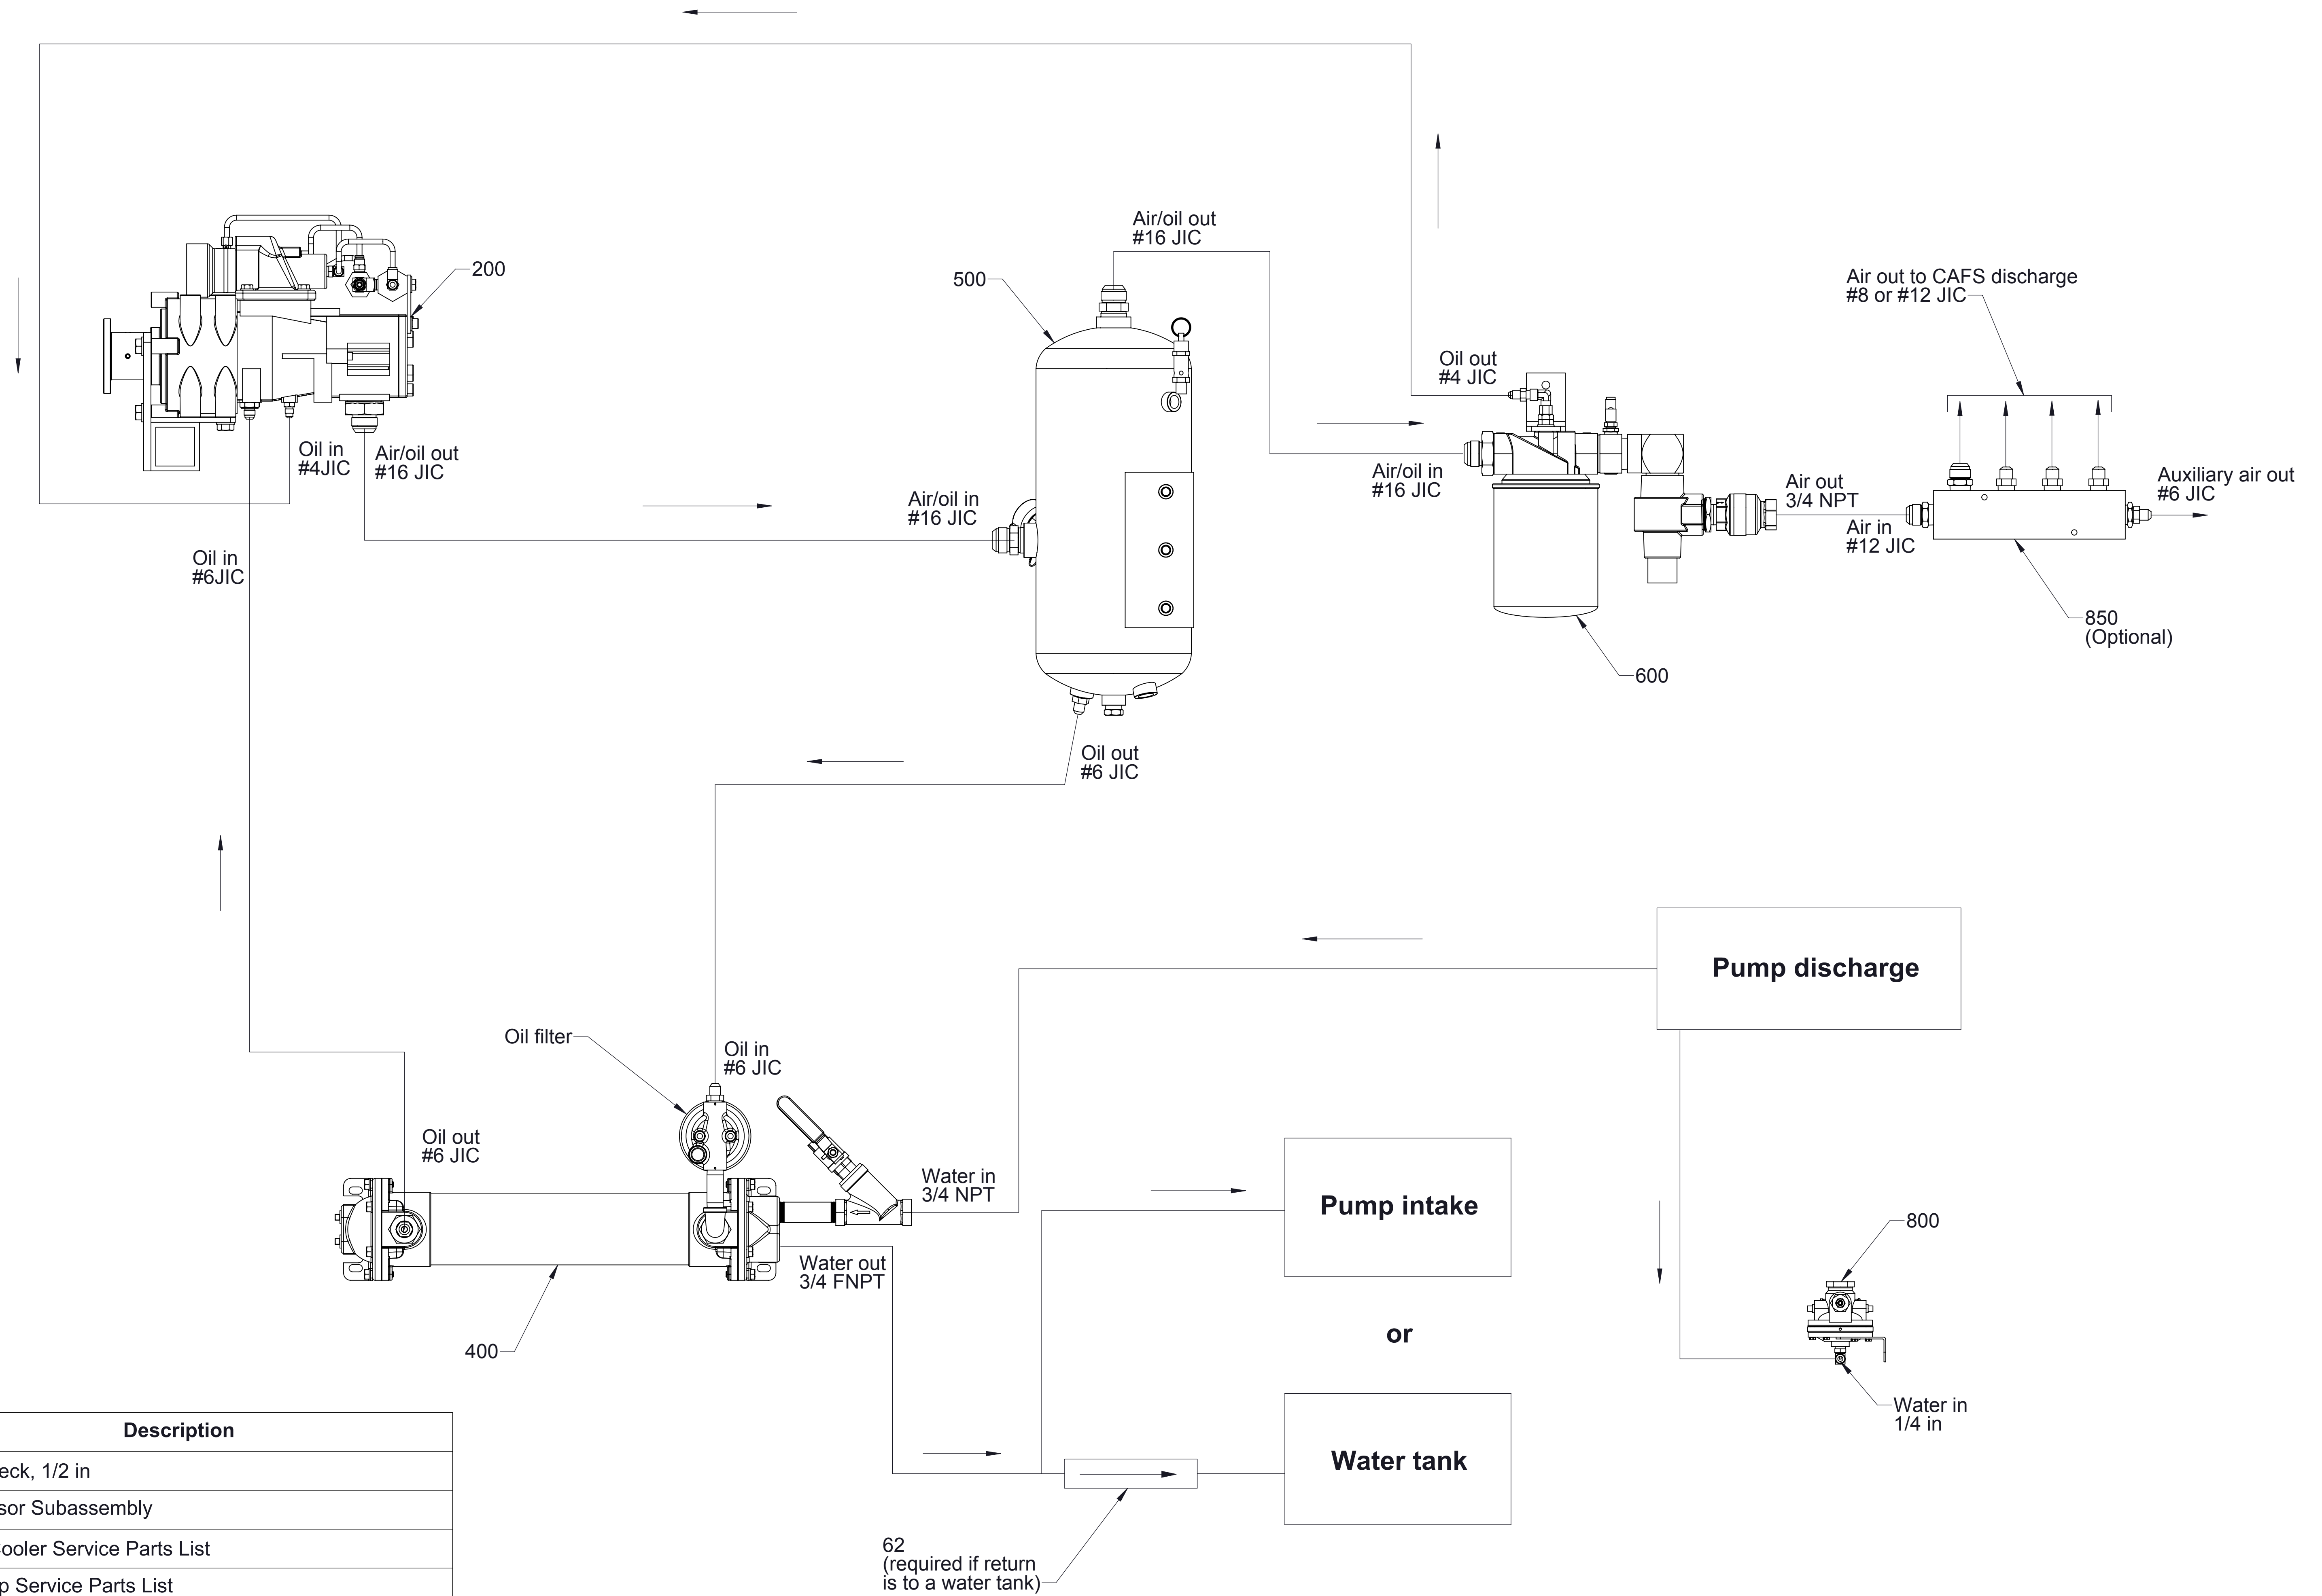 200
Oil in
#4JIC
Air/oil out
#16 JIC
Oil in
#6JIC
Air/oil out
#16 JIC
500
Air/oil in
#16 JIC
Oil out
#6 JIC
Oil out
#4 JIC
Air/oil in
#16 JIC
600
Air out
3/4 NPT
Air in
#12 JIC
Air out to CAFS discharge
#8 or #12 JIC
Auxiliary air out
#6 JIC
850
(Optional)
Pump discharge
Oil filter
Oil in
#6 JIC
Oil out
#6 JIC
Water in
3/4 NPT
Water out
3/4 FNPT
400
Pump intake
or
Water tank
800
Water in
1/4 in
62
(required if return
is to a water tank)
Description
eck, 1/2 in
sor Subassembly
ooler Service Parts List
p Service Parts List